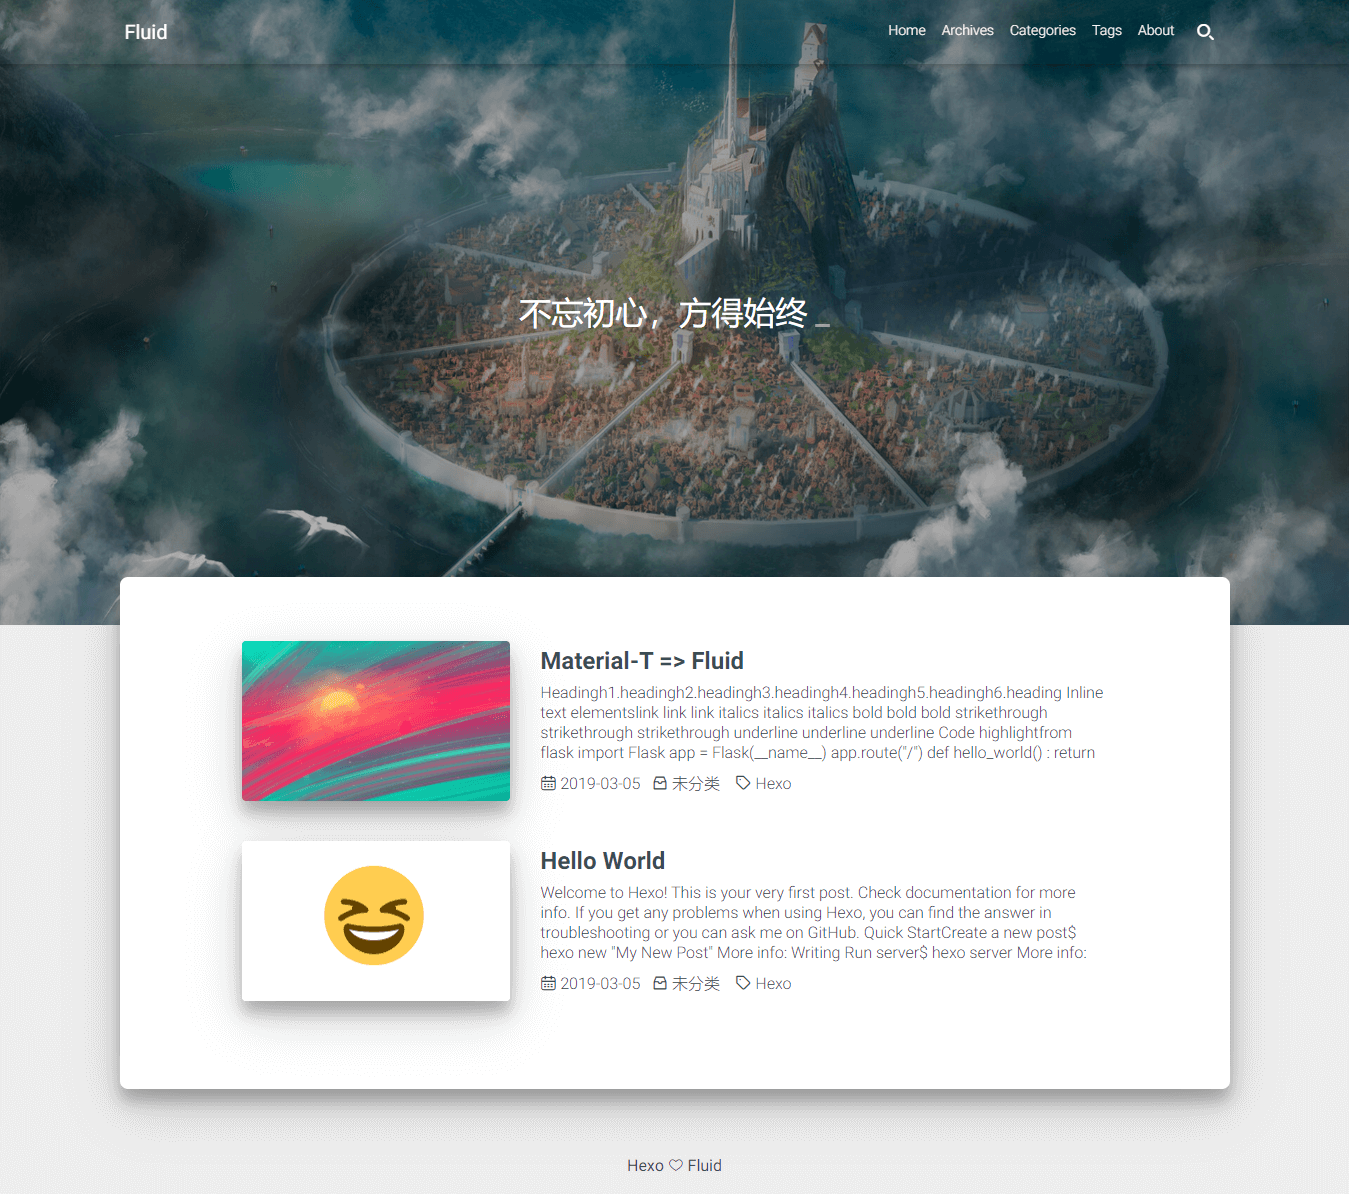 Fluid
Home Archives Categories Tags About
不忘初心，方得始终 _
Material-T => Fluid
Headingh1.headingh2.headingh3.headingh4.headingh5.headingh6.heading Inline
text elementslink link link italics italics italics bold bold bold strikethrough
strikethrough strikethrough underline underline underline Code highlightfrom
flask import Flask app = Flask(__name__) app.route("/") def hello_world() : return
2019-03-05 未分类 Hexo
Hello World
Welcome to Hexo! This is your very first post. Check documentation for more
info. If you get any problems when using Hexo, you can find the answer in
troubleshooting or you can ask me on GitHub. Quick StartCreate a new post$
hexo new "My New Post" More info: Writing Run server$ hexo server More info:
2019-03-05 未分类 Hexo
Hexo ♡ Fluid